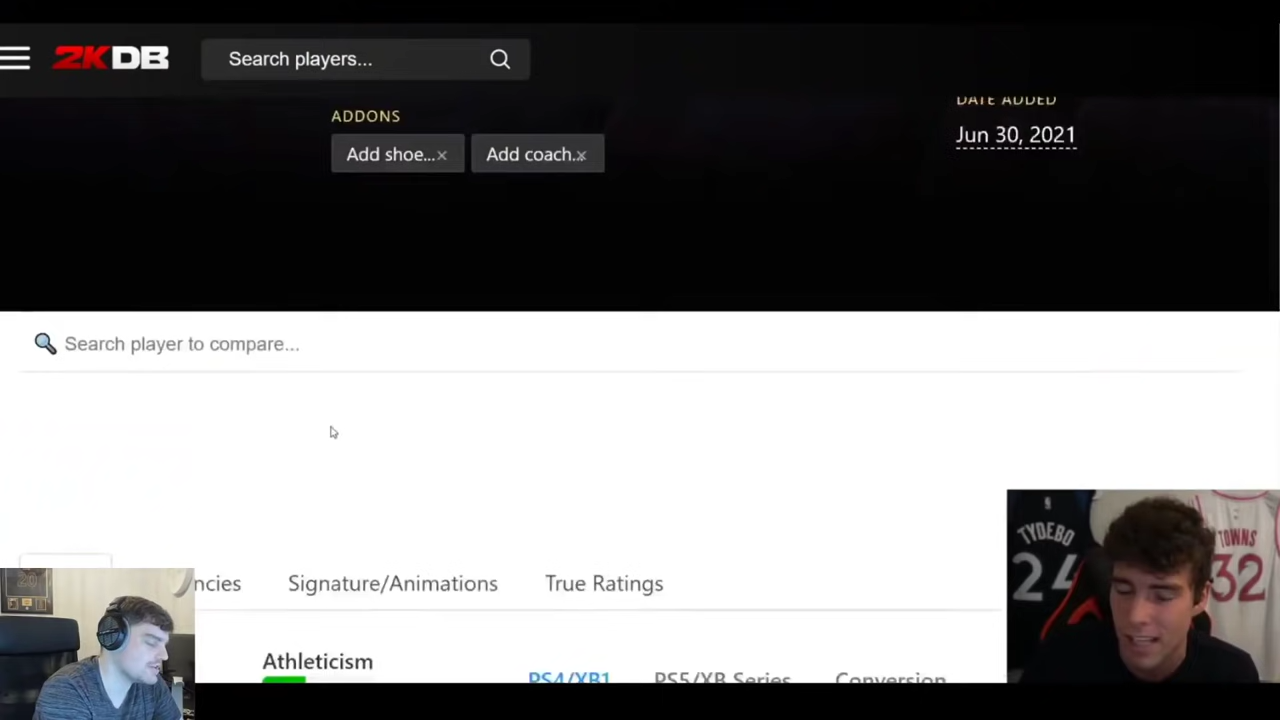 2KDB
Search players...
ADDONS
DATE ADDED
Add shoe...×
Add coach..×
Jun 30, 2021
Search player to compare...
TYDEBO
24
TOWNS
32
ncies
Signature/Animations
True Ratings
Athleticism
PS4/XB1
PS5/XB Series
Conversion